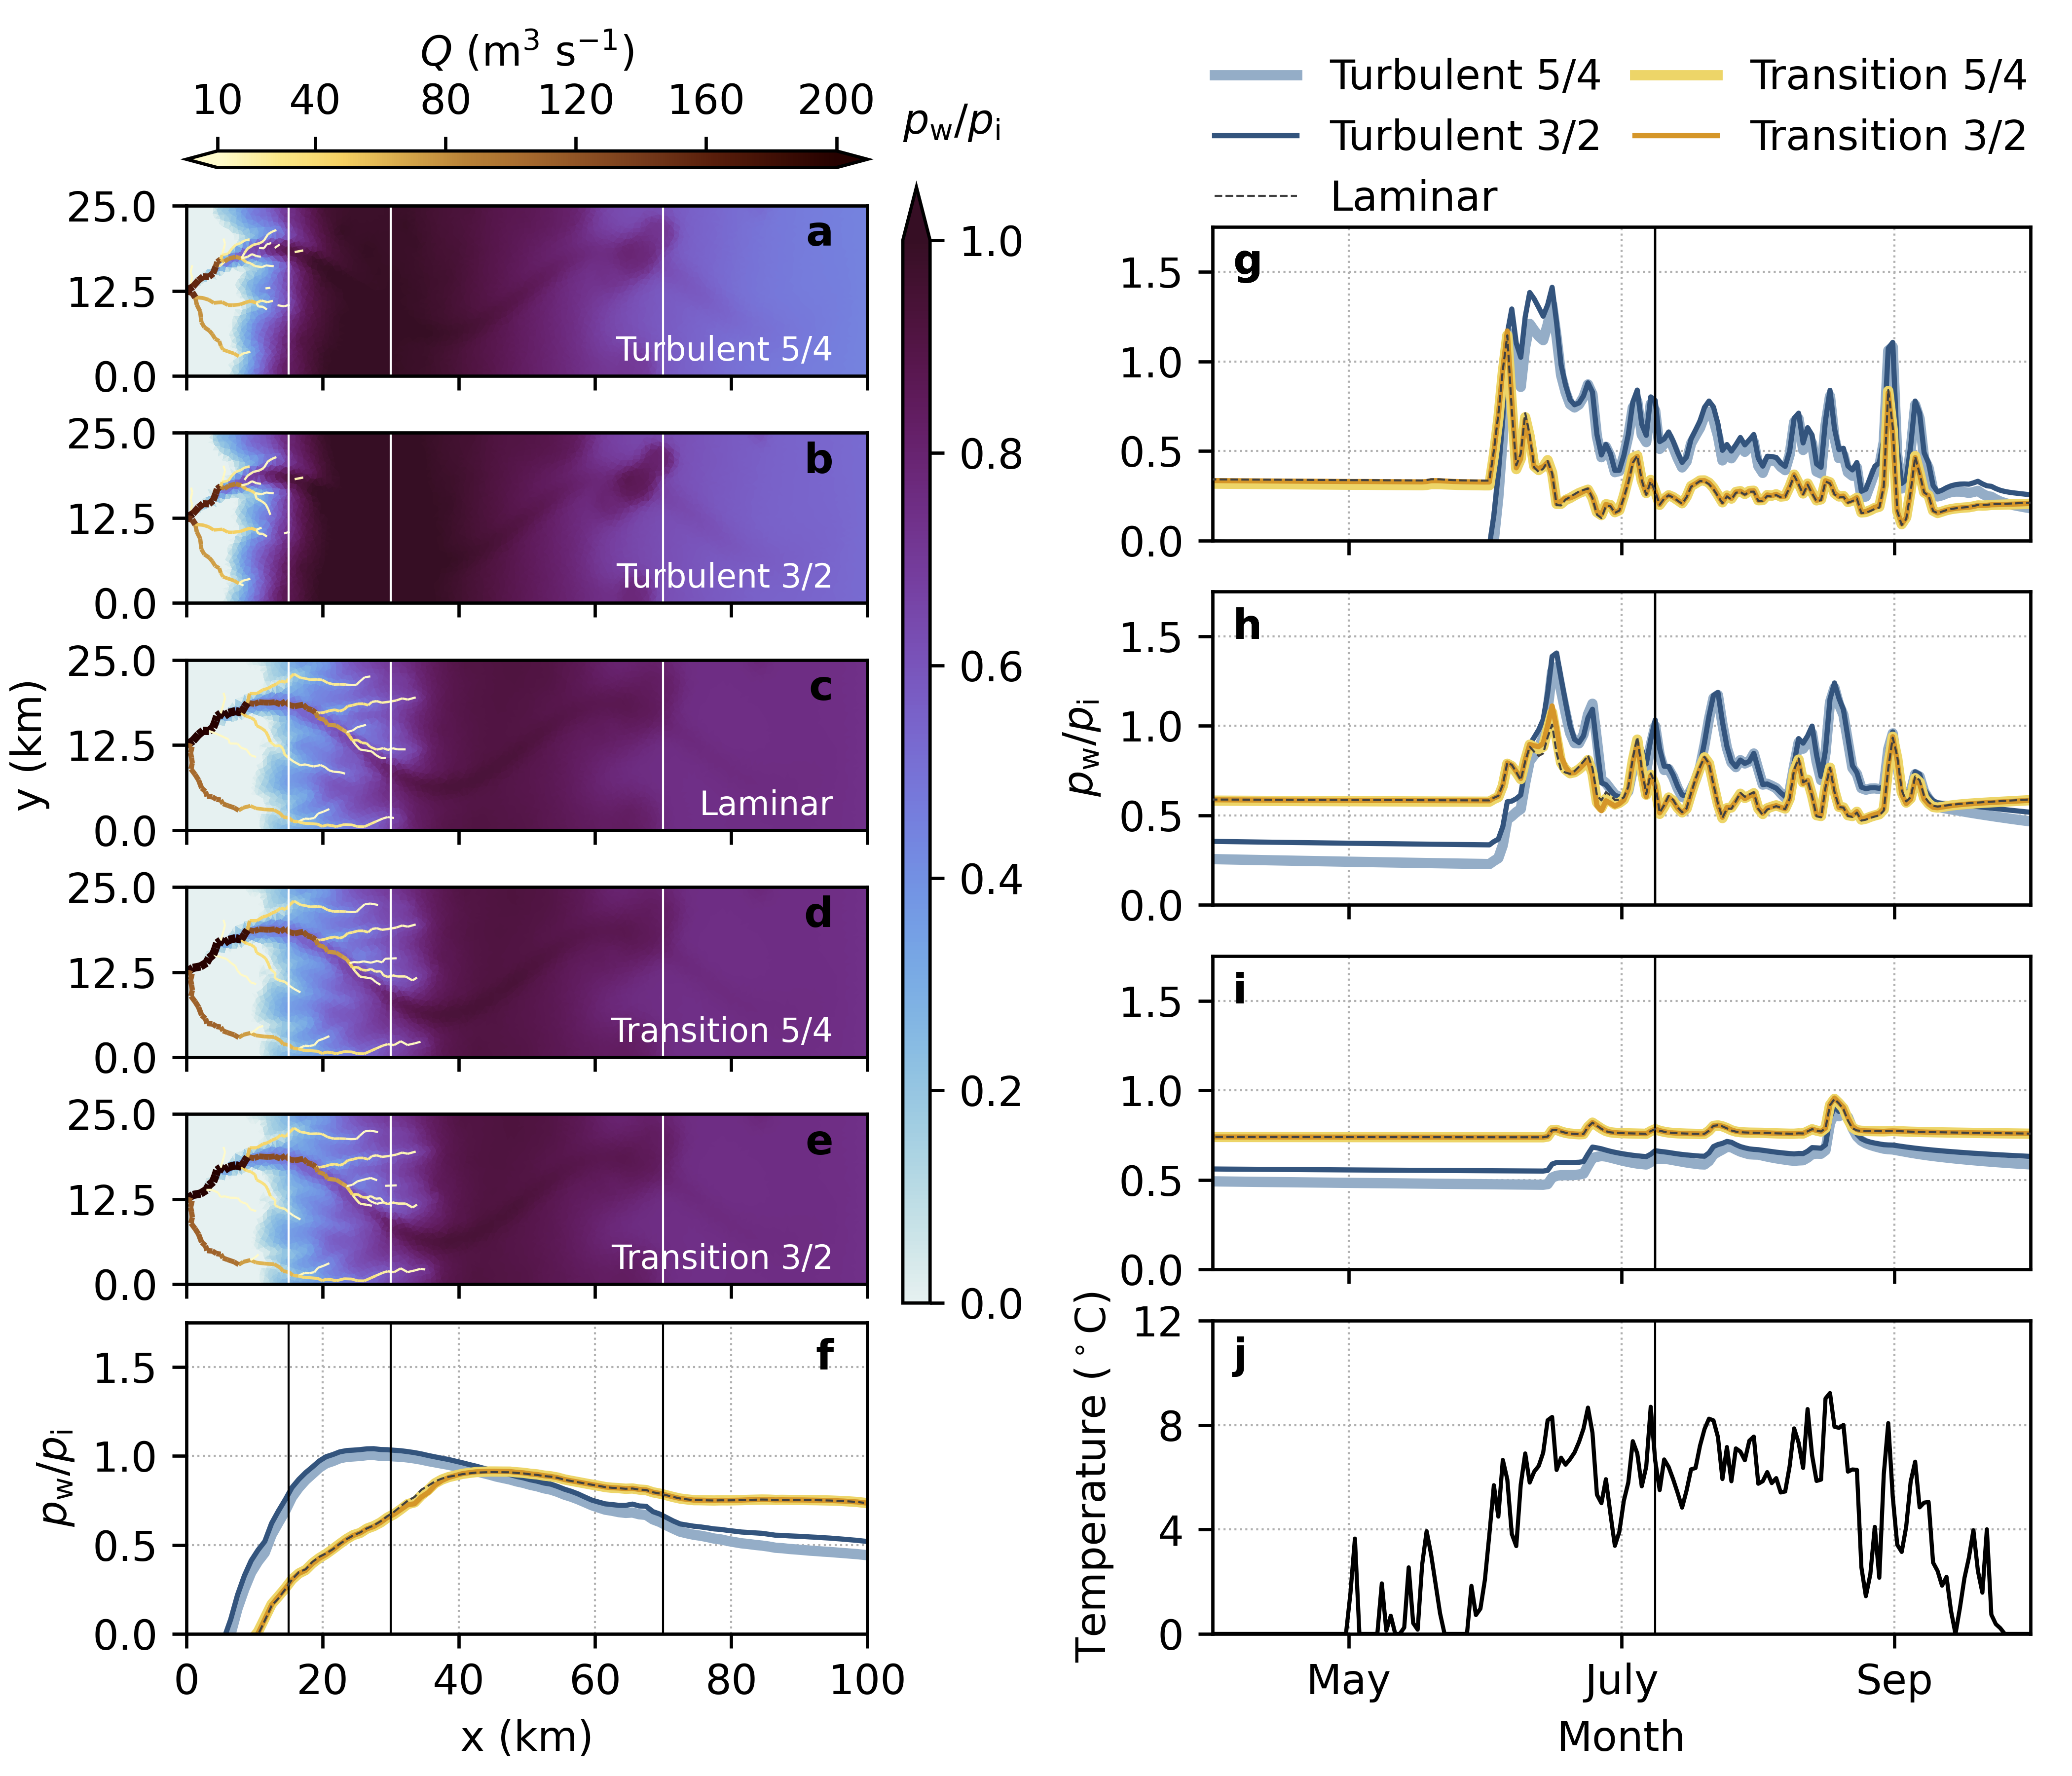 Q (m³ s⁻¹)
10 40 80 120 160 200
p_w/p_i
1.0
0.8
0.6
0.4
0.2
0.0
y (km)
25.0
12.5
0.0
a
Turbulent 5/4
25.0
12.5
0.0
b
Turbulent 3/2
25.0
12.5
0.0
c
Laminar
25.0
12.5
0.0
d
Transition 5/4
25.0
12.5
0.0
e
Transition 3/2
p_w/p_i
1.5
1.0
0.5
0.0
f
0 20 40 60 80 100
x (km)
Turbulent 5/4 Transition 5/4
Turbulent 3/2 Transition 3/2
Laminar
g
1.5
1.0
0.5
0.0
p_w/p_i
h
1.5
1.0
0.5
0.0
i
1.5
1.0
0.5
0.0
Temperature (°C)
j
12
8
4
0
May July Sep
Month